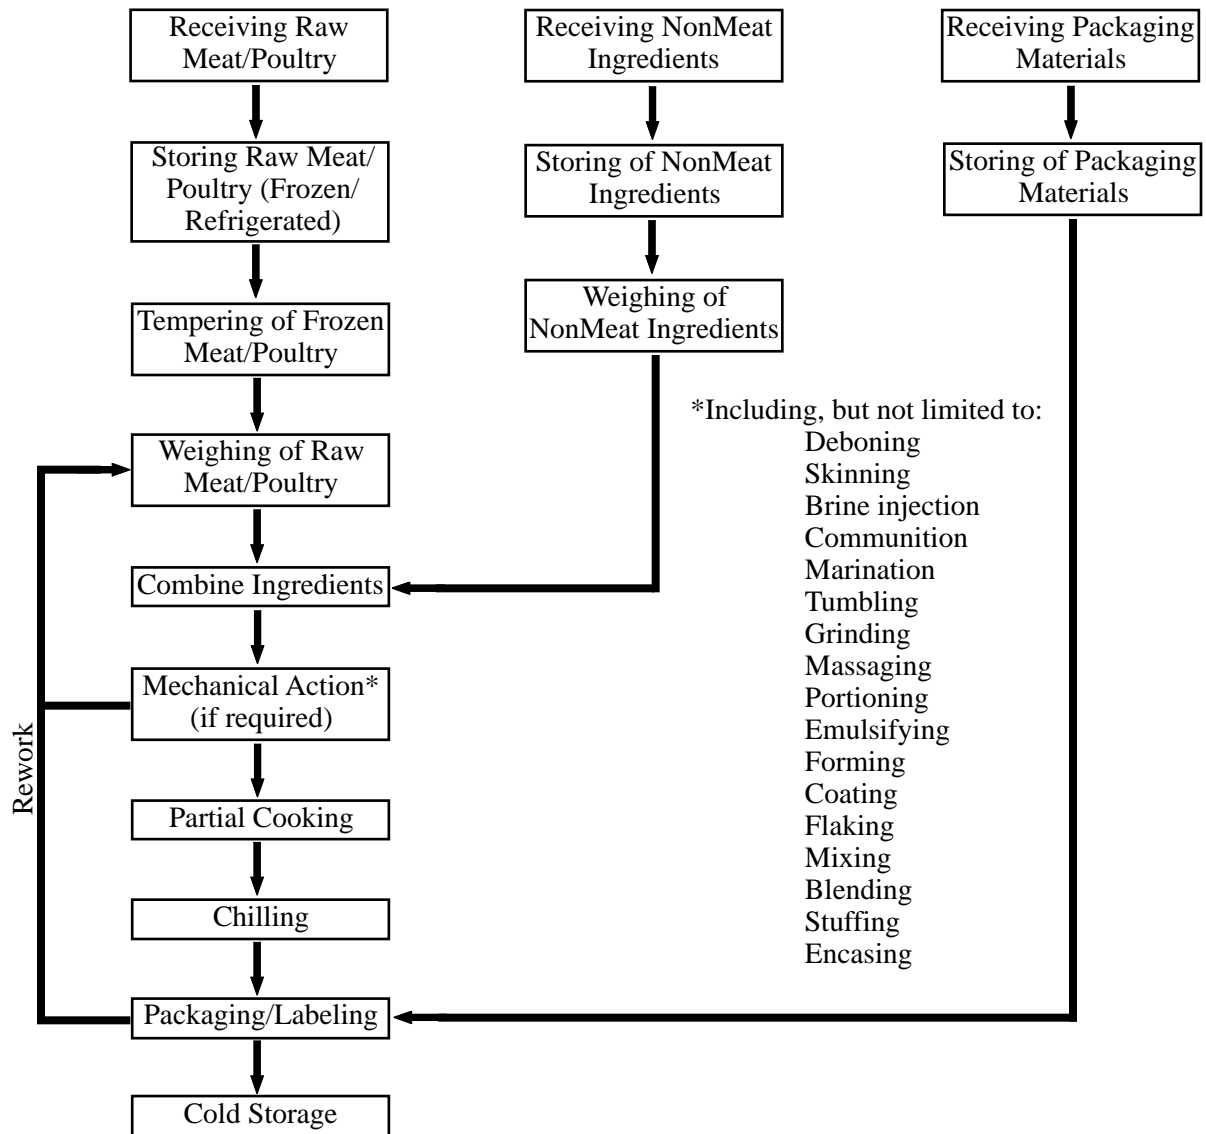 Receiving Raw
Meat/Poultry
Receiving NonMeat
Ingredients
Receiving Packaging
Materials
Storing Raw Meat/
Poultry (Frozen/
Refrigerated)
Storing of NonMeat
Ingredients
Storing of Packaging
Materials
Tempering of Frozen
Meat/Poultry
Weighing of
NonMeat Ingredients
Weighing of Raw
Meat/Poultry
Combine Ingredients
Mechanical Action*
(if required)
Partial Cooking
Chilling
Packaging/Labeling
Cold Storage
Rework
*Including, but not limited to:
Deboning
Skinning
Brine injection
Communition
Marination
Tumbling
Grinding
Massaging
Portioning
Emulsifying
Forming
Coating
Flaking
Mixing
Blending
Stuffing
Encasing